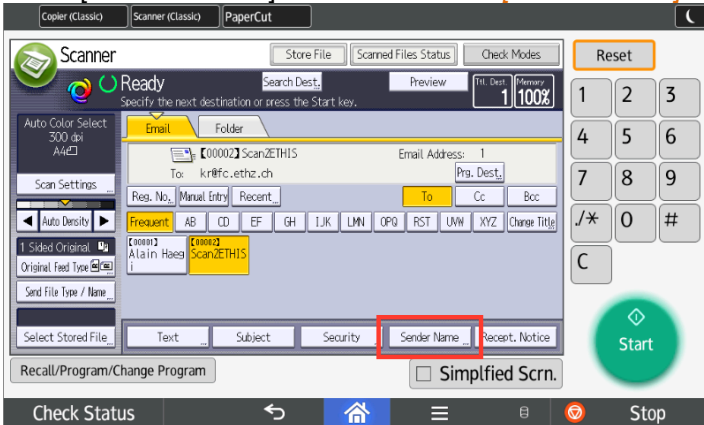 Copier (Classic) Scanner (Classic) PaperCut
Scanner Store File Scanned Files Status Check Modes Reset
Ready Search Dest. Preview Ttl. Dest. 1 Memory 100%
Specify the next destination or press the Start key.
1 2 3
Auto Color Select
300 dpi
A4
Email Folder
4 5 6
【00002】Scan2ETHIS Email Address: 1
To: kr@fc.ethz.ch Prg. Dest.
7 8 9
Scan Settings Reg. No. Manual Entry Recent To Cc Bcc
Auto Density Frequent AB CD EF GH IJK LMN OPQ RST UVW XYZ Change Title
./* 0 #
1 Sided Original
[00001] [00002]
Alain Haeg Scan2ETHIS
i
Original Feed Type
C
Send File Type / Name
Select Stored File Text Subject Security Sender Name Recept. Notice
Start
Recall/Program/Change Program Simplfied Scrn.
Check Status Stop